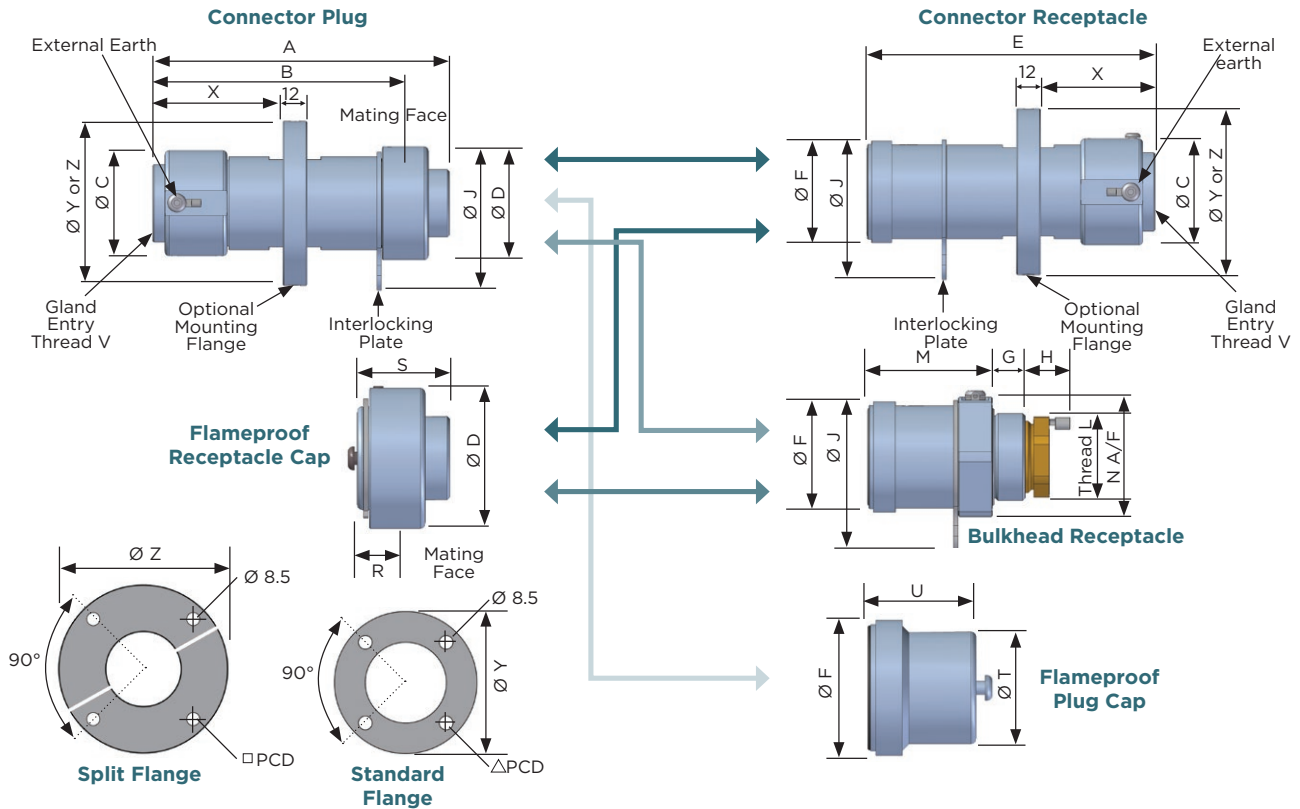 Connector Plug
External Earth
A
B
X
12
Mating Face
Ø Y or Z
Ø C
Ø J
Ø D
Gland
Entry
Thread V
Optional
Mounting
Flange
Interlocking
Plate
Connector Receptacle
E
External
earth
12
X
Ø F
Ø J
Ø C
Ø Y or Z
Interlocking
Plate
Optional
Mounting
Flange
Gland
Entry
Thread V
S
Flameproof
Receptacle Cap
Ø D
R
Mating
Face
M
G
H
Ø F
Ø J
Thread L
N A/F
Bulkhead Receptacle
Ø Z
Ø 8.5
90°
□PCD
Split Flange
Ø 8.5
90°
Ø Y
△PCD
Standard
Flange
U
Ø F
Ø T
Flameproof
Plug Cap